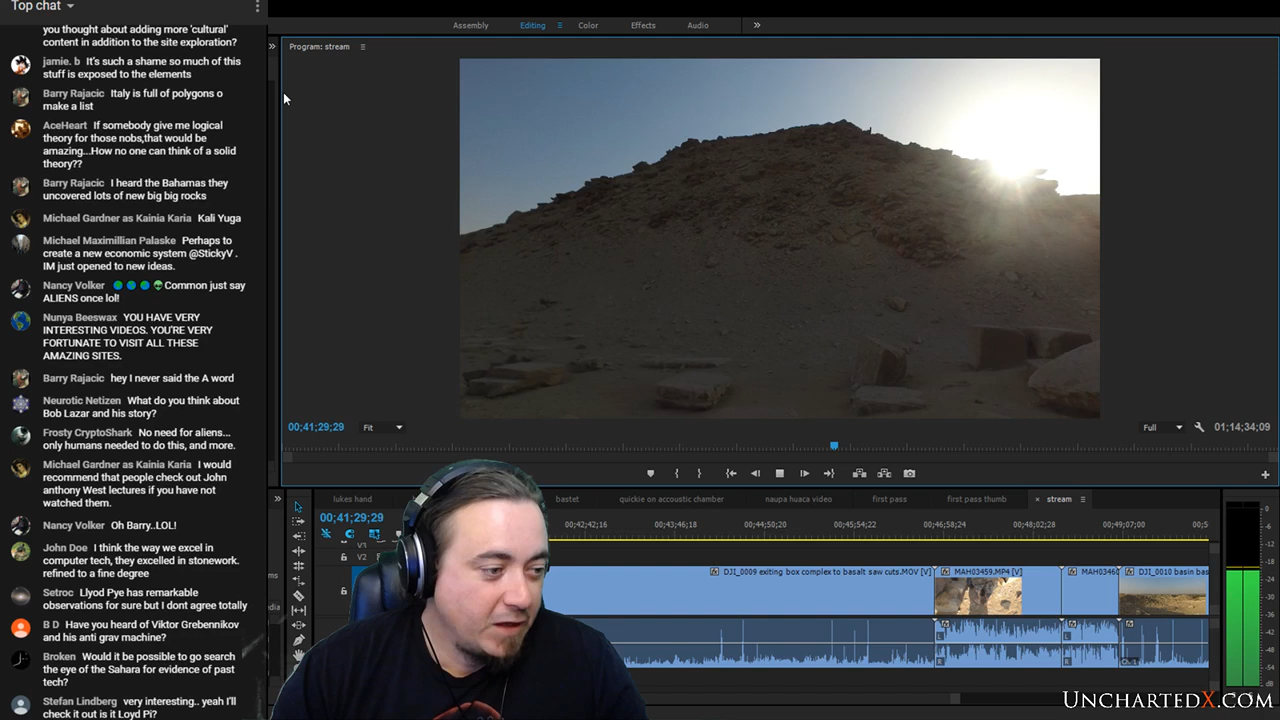 Top chat
you thought about adding more 'cultural'
content in addition to the site exploration?
jamie. b It's such a shame so much of this
stuff is exposed to the elements
Barry Rajacic Italy is full of polygons o
make a list
AceHeart If somebody give me logical
theory for those nobs,that would be
amazing...How no one can think of a solid
theory??
Barry Rajacic I heard the Bahamas they
uncovered lots of new big big rocks
Michael Gardner as Kainia Karia Kali Yuga
Michael Maximillian Palaske Perhaps to
create a new economic system @StickyV .
IM just opened to new ideas.
Nancy Volker Common just say
ALIENS once lol!
Nunya Beeswax YOU HAVE VERY
INTERESTING VIDEOS. YOU'RE VERY
FORTUNATE TO VISIT ALL THESE
AMAZING SITES.
Barry Rajacic hey I never said the A word
Neurotic Netizen What do you think about
Bob Lazar and his story?
Frosty CryptoShark No need for aliens...
only humans needed to do this, and more.
Michael Gardner as Kainia Karia I would
recommend that people check out John
anthony West lectures if you have not
watched them.
Nancy Volker Oh Barry..LOL!
John Doe I think the way we excel in
computer tech, they excelled in stonework.
refined to a fine degree
Setroc Llyod Pye has remarkable
observations for sure but I dont agree totally
B D Have you heard of Viktor Grebennikov
and his anti grav machine?
Broken Would it be possible to go search
the eye of the Sahara for evidence of past
tech?
Stefan Lindberg very interesting.. yeah I'll
check it out is it Loyd Pi?
Assembly Editing Color Effects Audio
Program: stream
00;41;29;29 Fit Full 01;14;34;09
lukes hand bastet quickie on accoustic chamber naupa huaca video first pass first pass thumb × stream
00;41;29;29
00;42;42;16 00;43;46;18 00;44;50;20 00;45;54;22 00;46;58;24 00;48;02;28 00;49;07;00
V2
DJI_0009 exiting box complex to basalt saw cuts.MOV [V] MAH03459.MP4 [V] MAH0346 DJI_0010 basin bas
0
-6
-12
-18
-24
-30
-36
-42
-48
-54
dB
UnchartedX.com